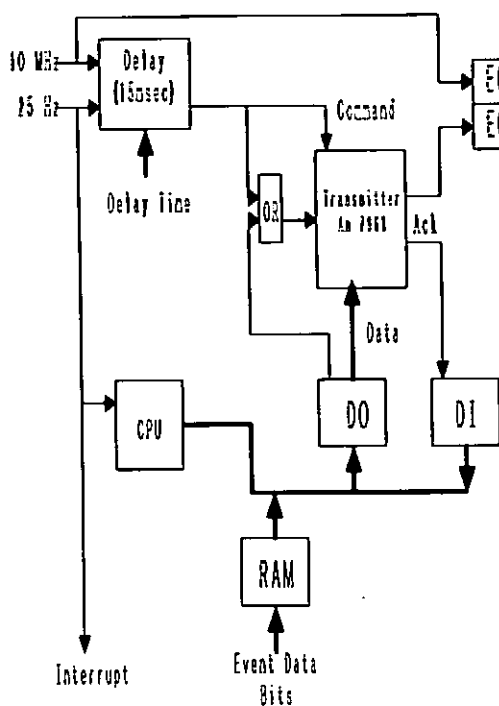 10 MHz
Delay
(15nsec)
25 Hz
Command
Delay Time
OR
Transmitter
Am 7968
Ack
Data
CPU
DO
DI
RAM
Interrupt
Event Data
Bits